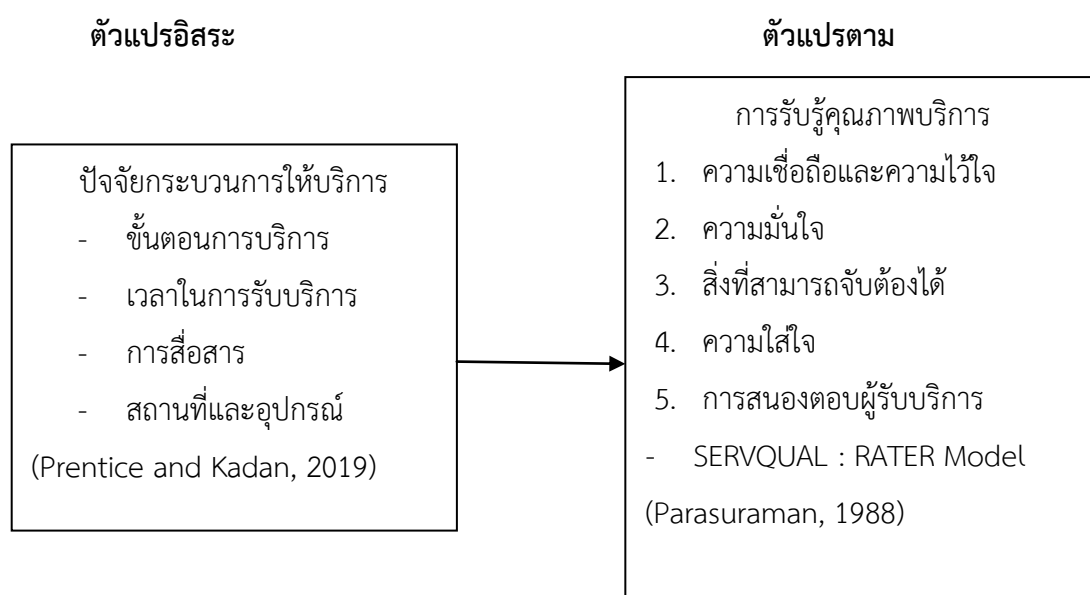 ตัวแปรอิสระ
ตัวแปรตาม
ปัจจัยกระบวนการให้บริการ
- ขั้นตอนการบริการ
- เวลาในการรับบริการ
- การสื่อสาร
- สถานที่และอุปกรณ์
(Prentice and Kadan, 2019)
การรับรู้คุณภาพบริการ
1. ความเชื่อถือและความไว้ใจ
2. ความมั่นใจ
3. สิ่งที่สามารถจับต้องได้
4. ความใส่ใจ
5. การสนองตอบผู้รับบริการ
- SERVQUAL : RATER Model
(Parasuraman, 1988)